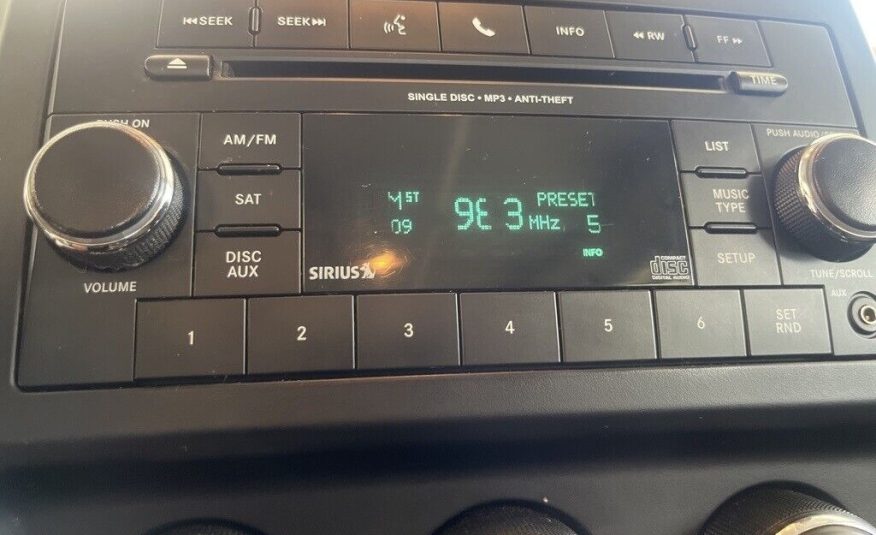 SEEK
SEEK
INFO
RW
FF
TIME
SINGLE DISC • MP3 • ANTI-THEFT
PUSH ON
VOLUME
AM/FM
SAT
DISC
AUX
ST
09
MHz
PRESET
5
INFO
SIRIUS
COMPACT
disc
DIGITAL AUDIO
LIST
MUSIC
TYPE
SETUP
PUSH AUDIO
TUNE/SCROLL
AUX
1
2
3
4
5
6
SET
RND